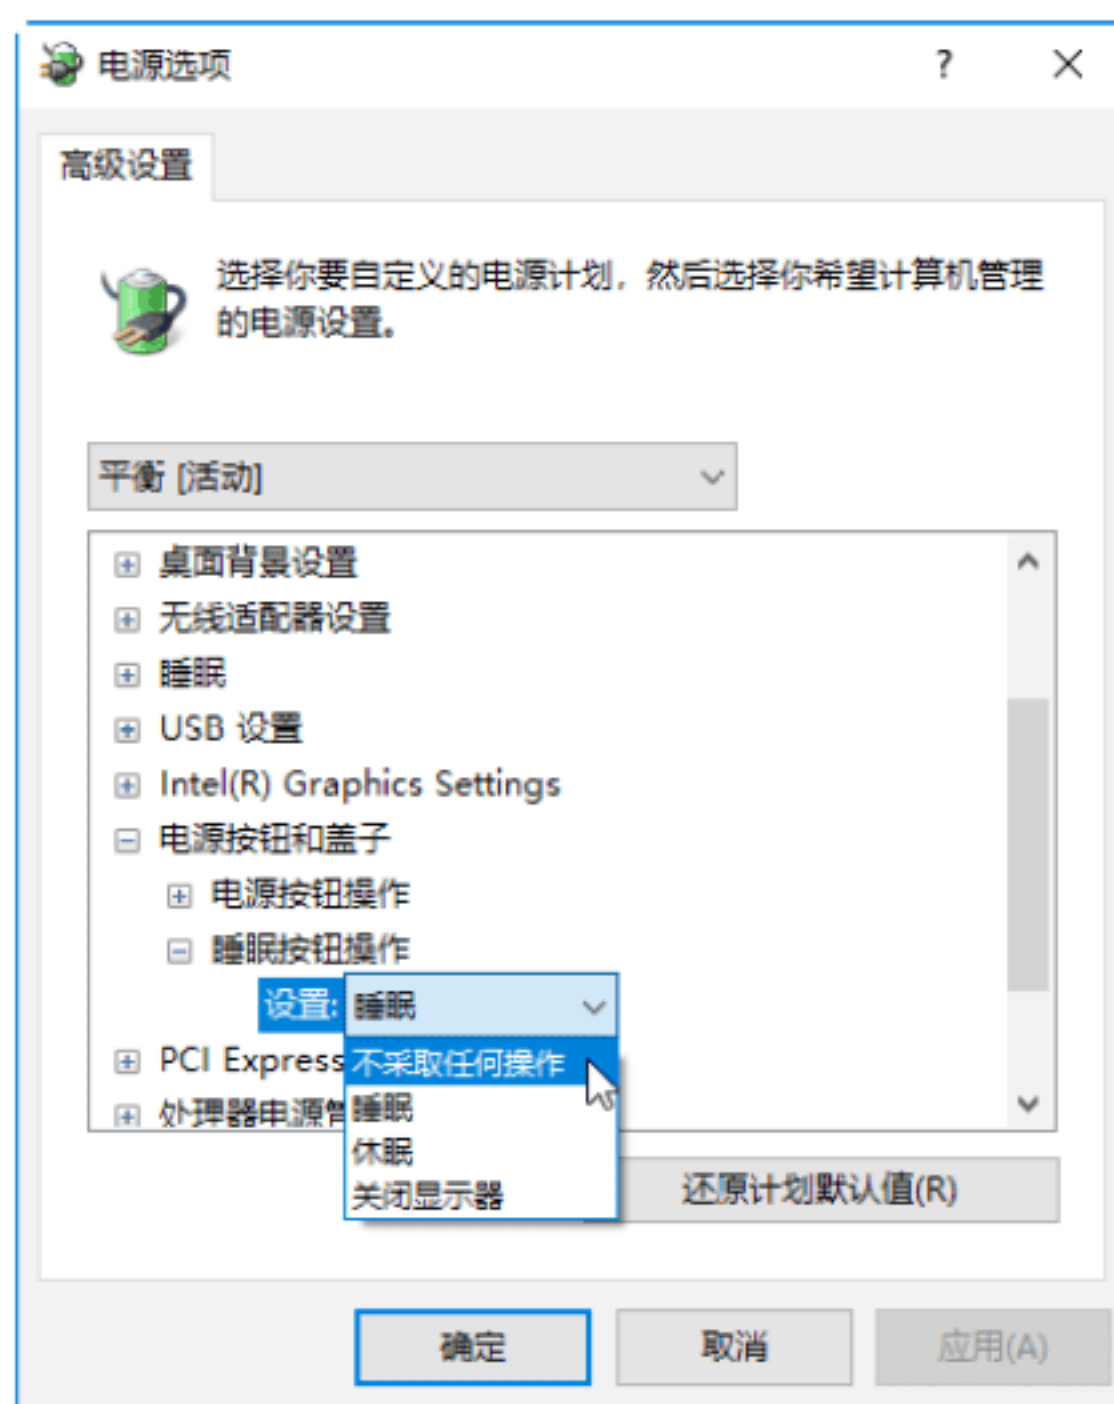 电源选项
?
高级设置
选择你要自定义的电源计划，然后选择你希望计算机管理
的电源设置。
平衡 [活动]
桌面背景设置
无线适配器设置
睡眠
USB 设置
Intel(R) Graphics Settings
电源按钮和盖子
电源按钮操作
睡眠按钮操作
设置: 睡眠
PCI Express
不采取任何操作
处理器电源管
睡眠
休眠
关闭显示器
还原计划默认值(R)
确定
取消
应用(A)